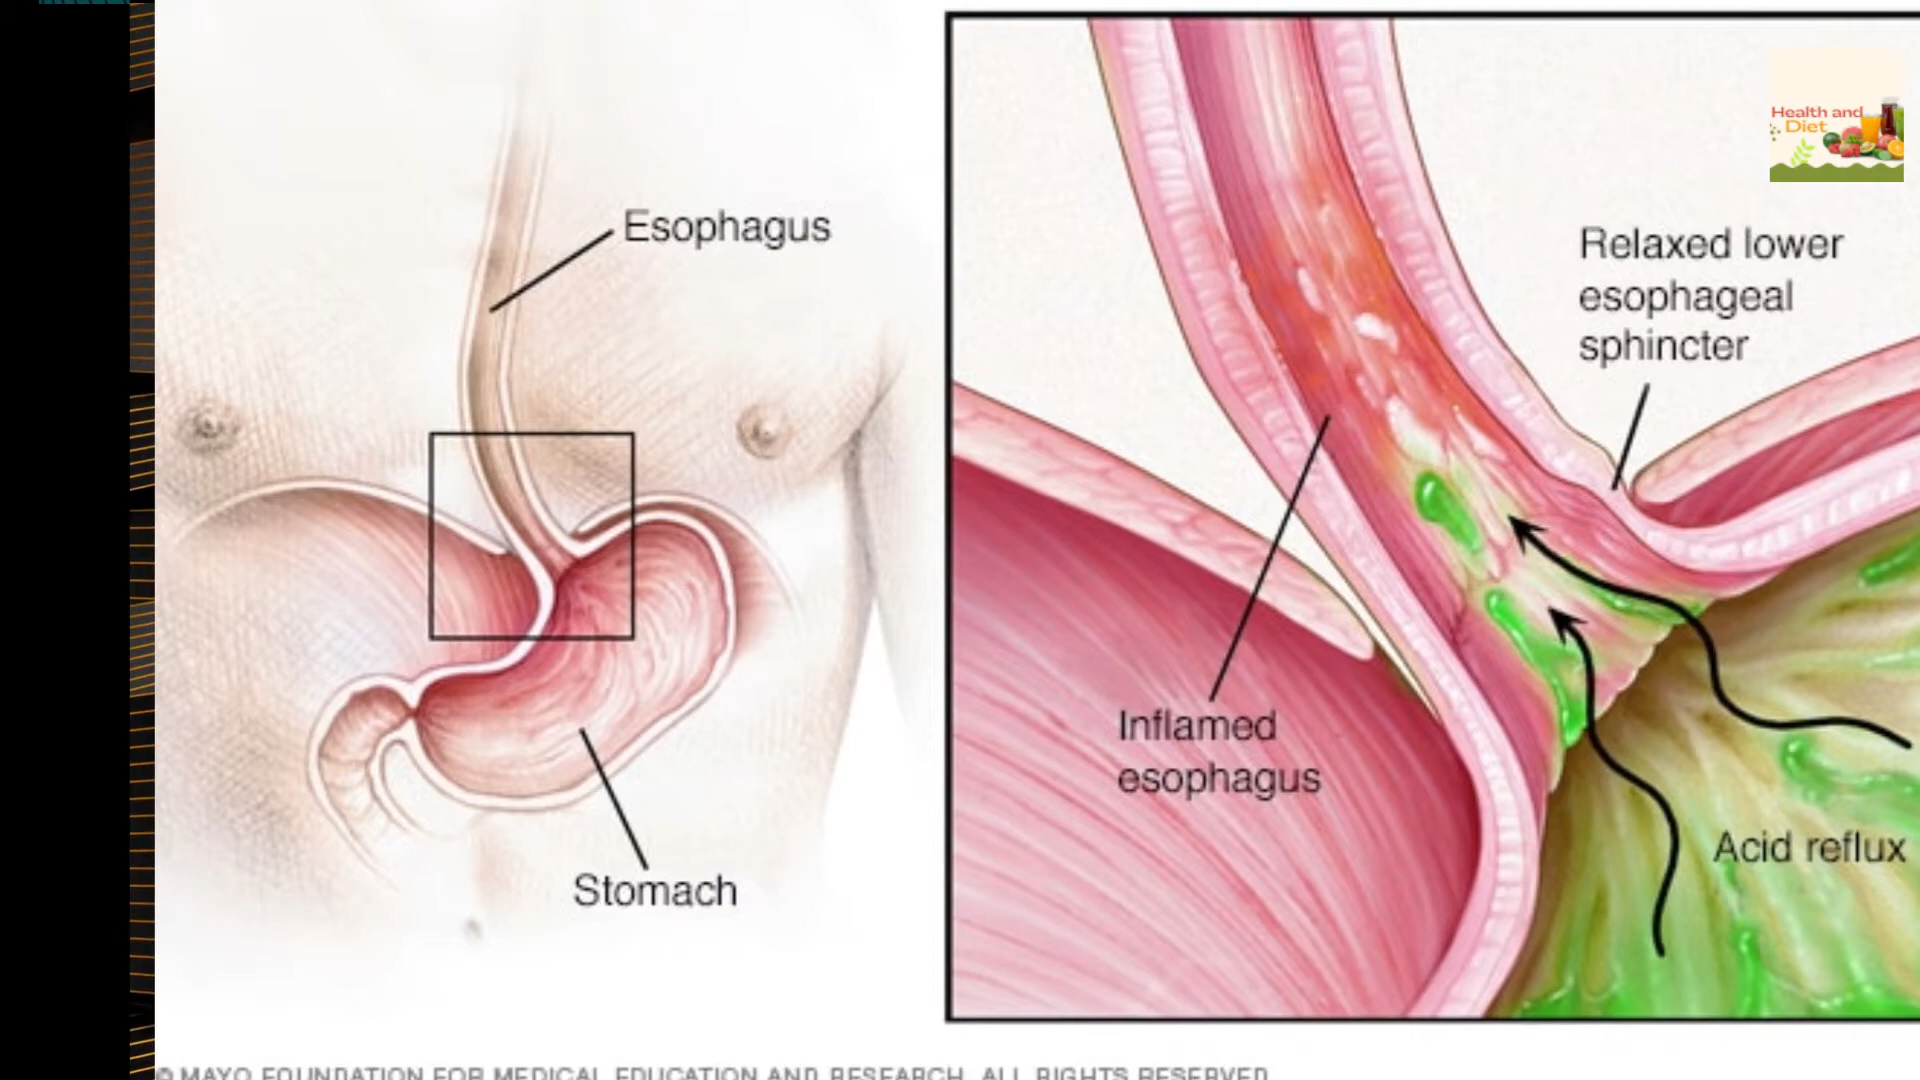 Esophagus
Stomach
Health and
Diet
Relaxed lower
esophageal
sphincter
Inflamed
esophagus
Acid reflux
© MAYO FOUNDATION FOR MEDICAL EDUCATION AND RESEARCH. ALL RIGHTS RESERVED.